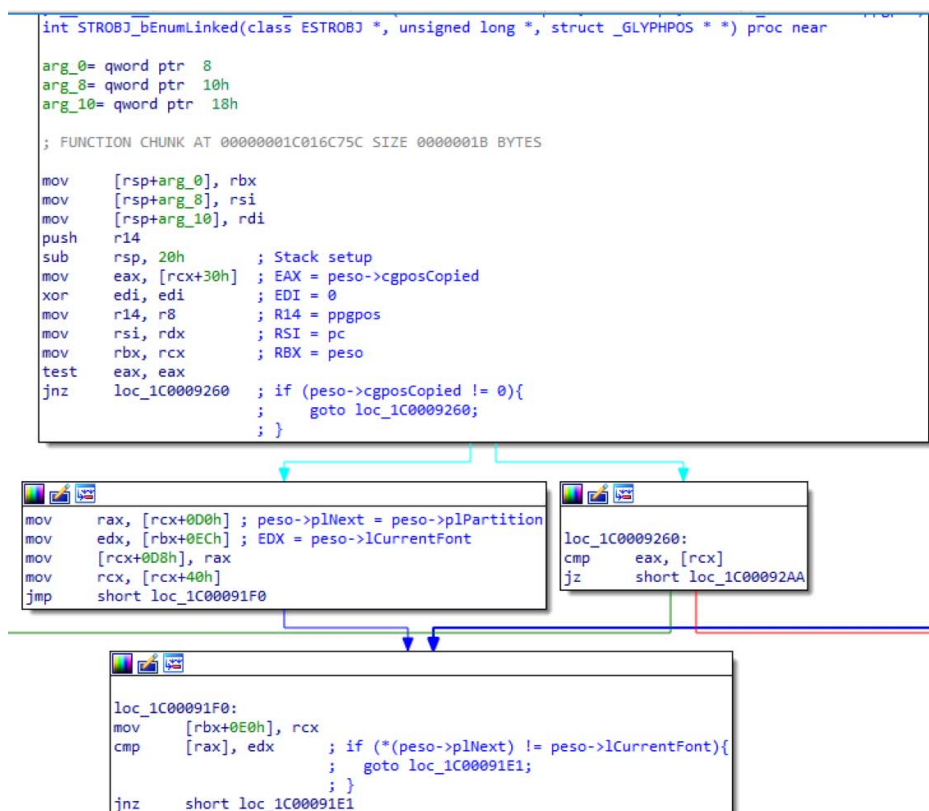 int STROBJ_bEnumLinked(class ESTROBJ *, unsigned long *, struct _GLYPHPOS * *) proc near
arg_0= qword ptr  8
arg_8= qword ptr  10h
arg_10= qword ptr  18h
; FUNCTION CHUNK AT 00000001C016C75C SIZE 0000001B BYTES
mov     [rsp+arg_0], rbx
mov     [rsp+arg_8], rsi
mov     [rsp+arg_10], rdi
push    r14
sub     rsp, 20h        ; Stack setup
mov     eax, [rcx+30h]  ; EAX = peso->cgposCopied
xor     edi, edi        ; EDI = 0
mov     r14, r8         ; R14 = ppgpos
mov     rsi, rdx        ; RSI = pc
mov     rbx, rcx        ; RBX = peso
test    eax, eax
jnz     loc_1C0009260   ; if (peso->cgposCopied != 0){
;     goto loc_1C0009260;
; }
mov     rax, [rcx+0D0h] ; peso->plNext = peso->plPartition
mov     edx, [rbx+0ECh] ; EDX = peso->lCurrentFont
mov     [rcx+0D8h], rax
mov     rcx, [rcx+40h]
jmp     short loc_1C00091F0
loc_1C0009260:
cmp     eax, [rcx]
jz      short loc_1C00092AA
loc_1C00091F0:
mov     [rbx+0E0h], rcx
cmp     [rax], edx      ; if (*(peso->plNext) != peso->lCurrentFont){
;   goto loc_1C00091E1;
; }
jnz     short loc_1C00091E1